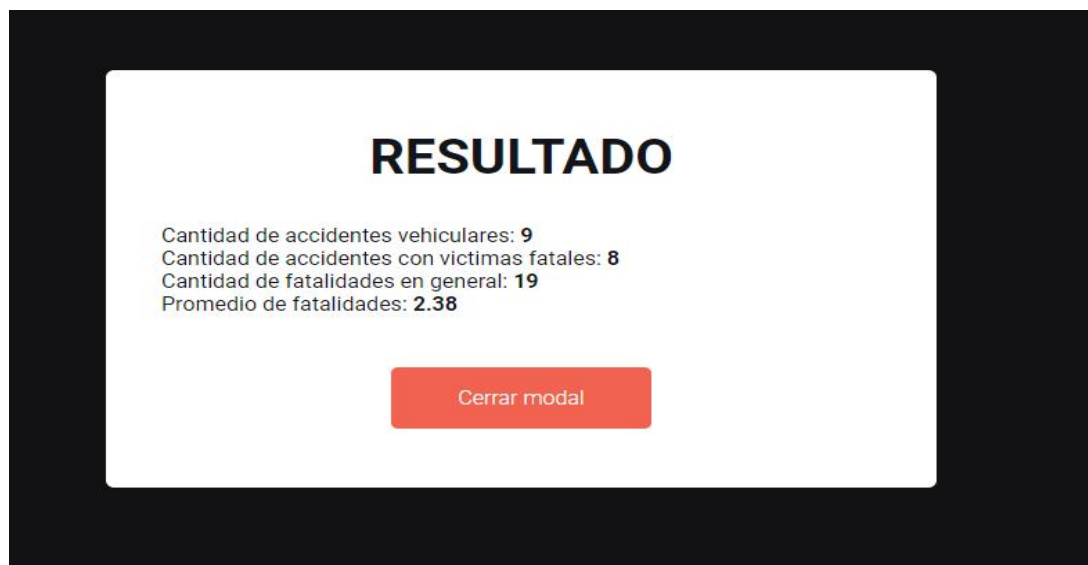 RESULTADO
Cantidad de accidentes vehiculares: 9
Cantidad de accidentes con victimas fatales: 8
Cantidad de fatalidades en general: 19
Promedio de fatalidades: 2.38
Cerrar modal